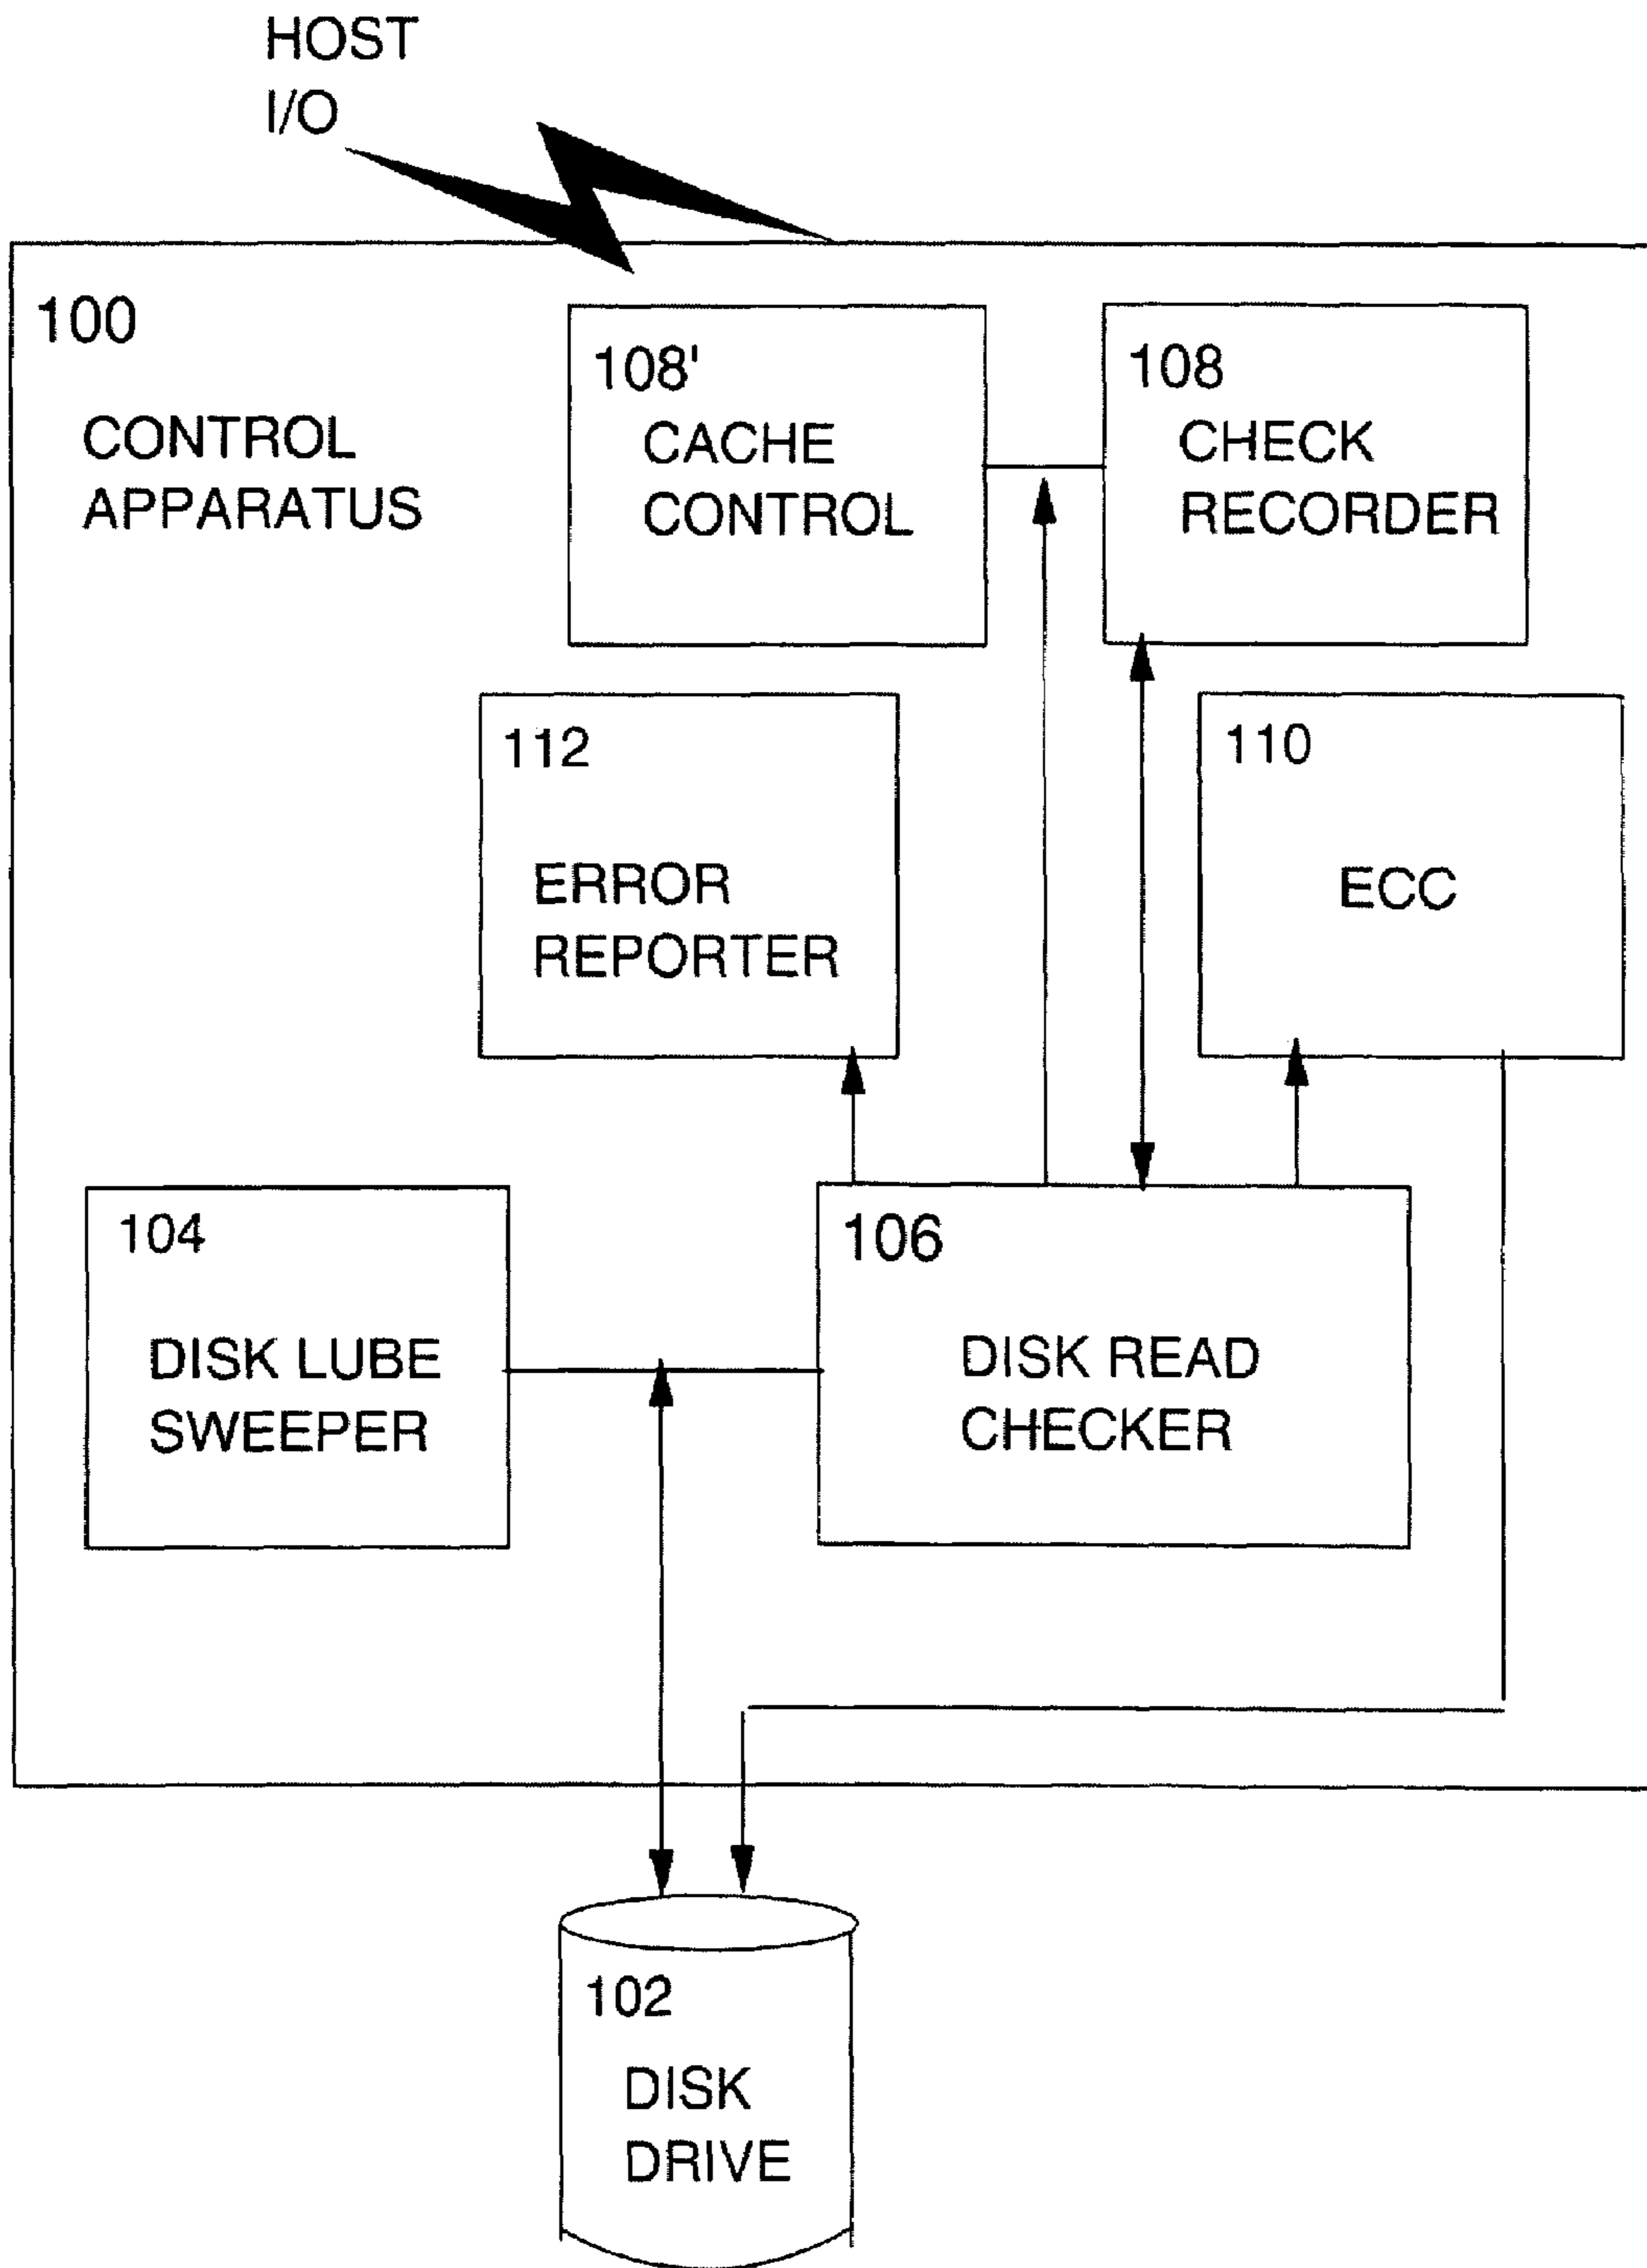 HOST
I/O
100
CONTROL
APPARATUS
108'
CACHE
CONTROL
108
CHECK
RECORDER
112
ERROR
REPORTER
110
ECC
104
DISK LUBE
SWEEPER
106
DISK READ
CHECKER
102
DISK
DRIVE